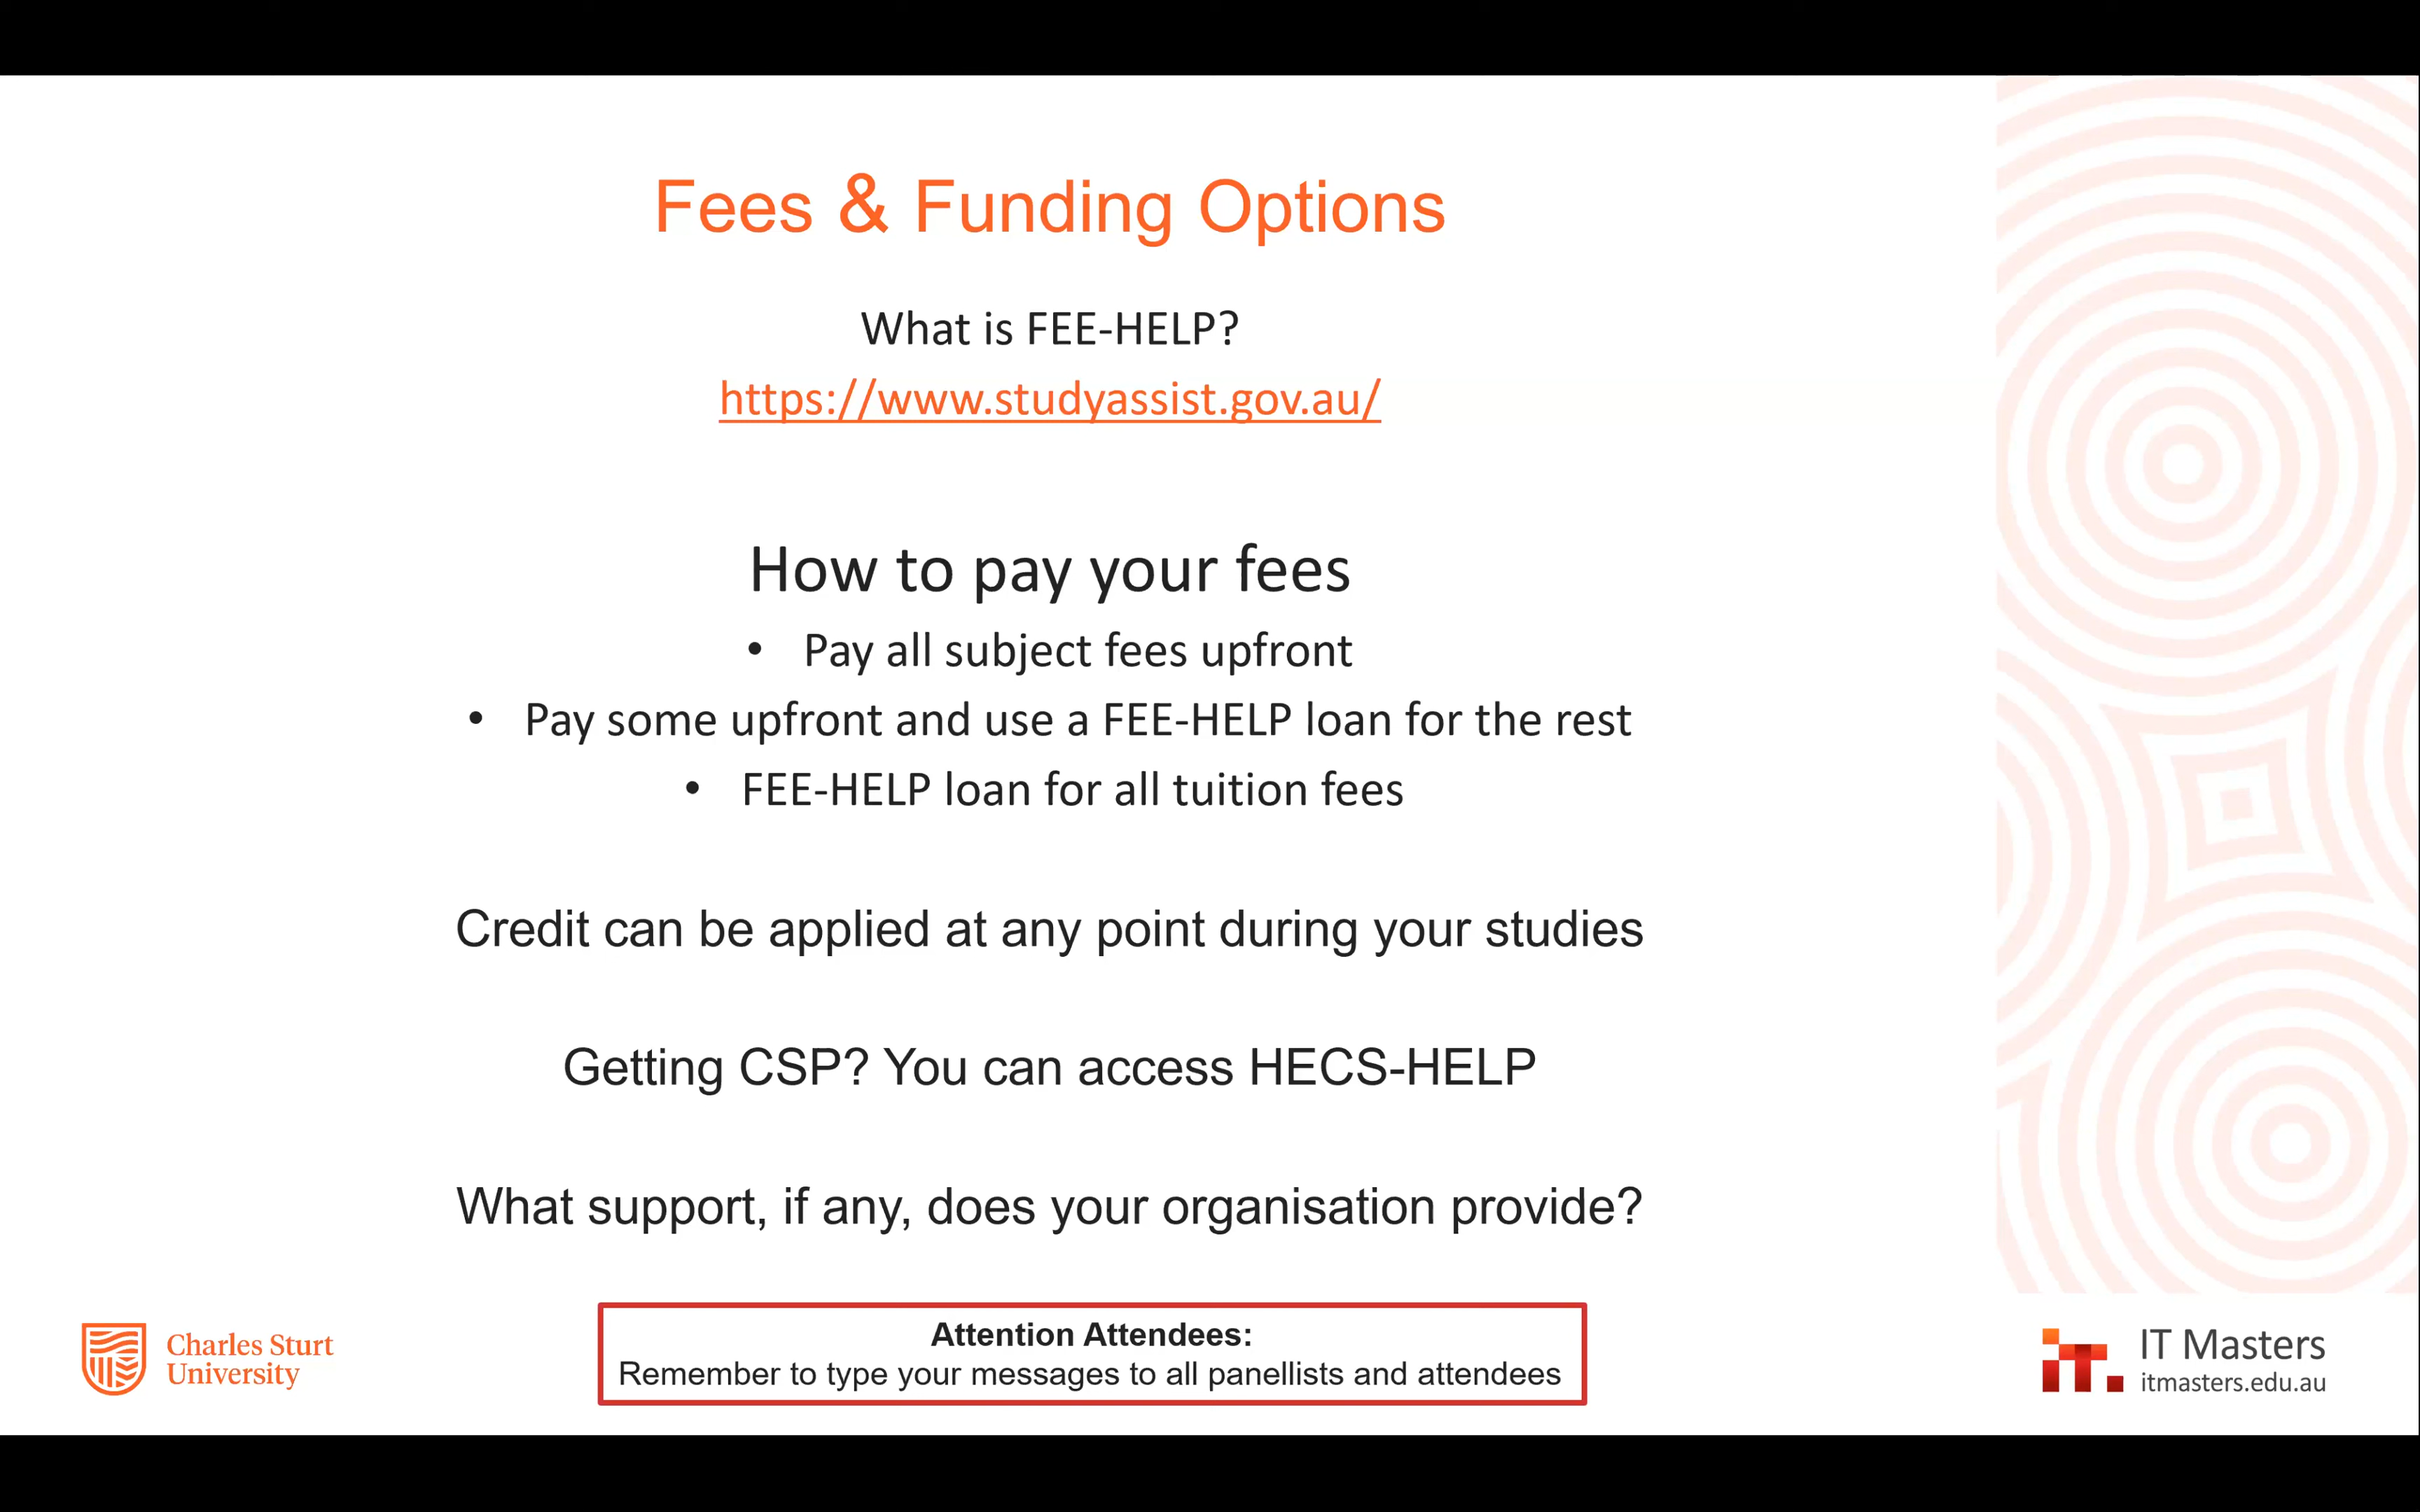 Fees & Funding Options
What is FEE-HELP?
https://www.studyassist.gov.au/
How to pay your fees
• Pay all subject fees upfront
• Pay some upfront and use a FEE-HELP loan for the rest
• FEE-HELP loan for all tuition fees
Credit can be applied at any point during your studies
Getting CSP? You can access HECS-HELP
What support, if any, does your organisation provide?
Attention Attendees:
Remember to type your messages to all panellists and attendees
Charles Sturt
University
it.
IT Masters
itmasters.edu.au